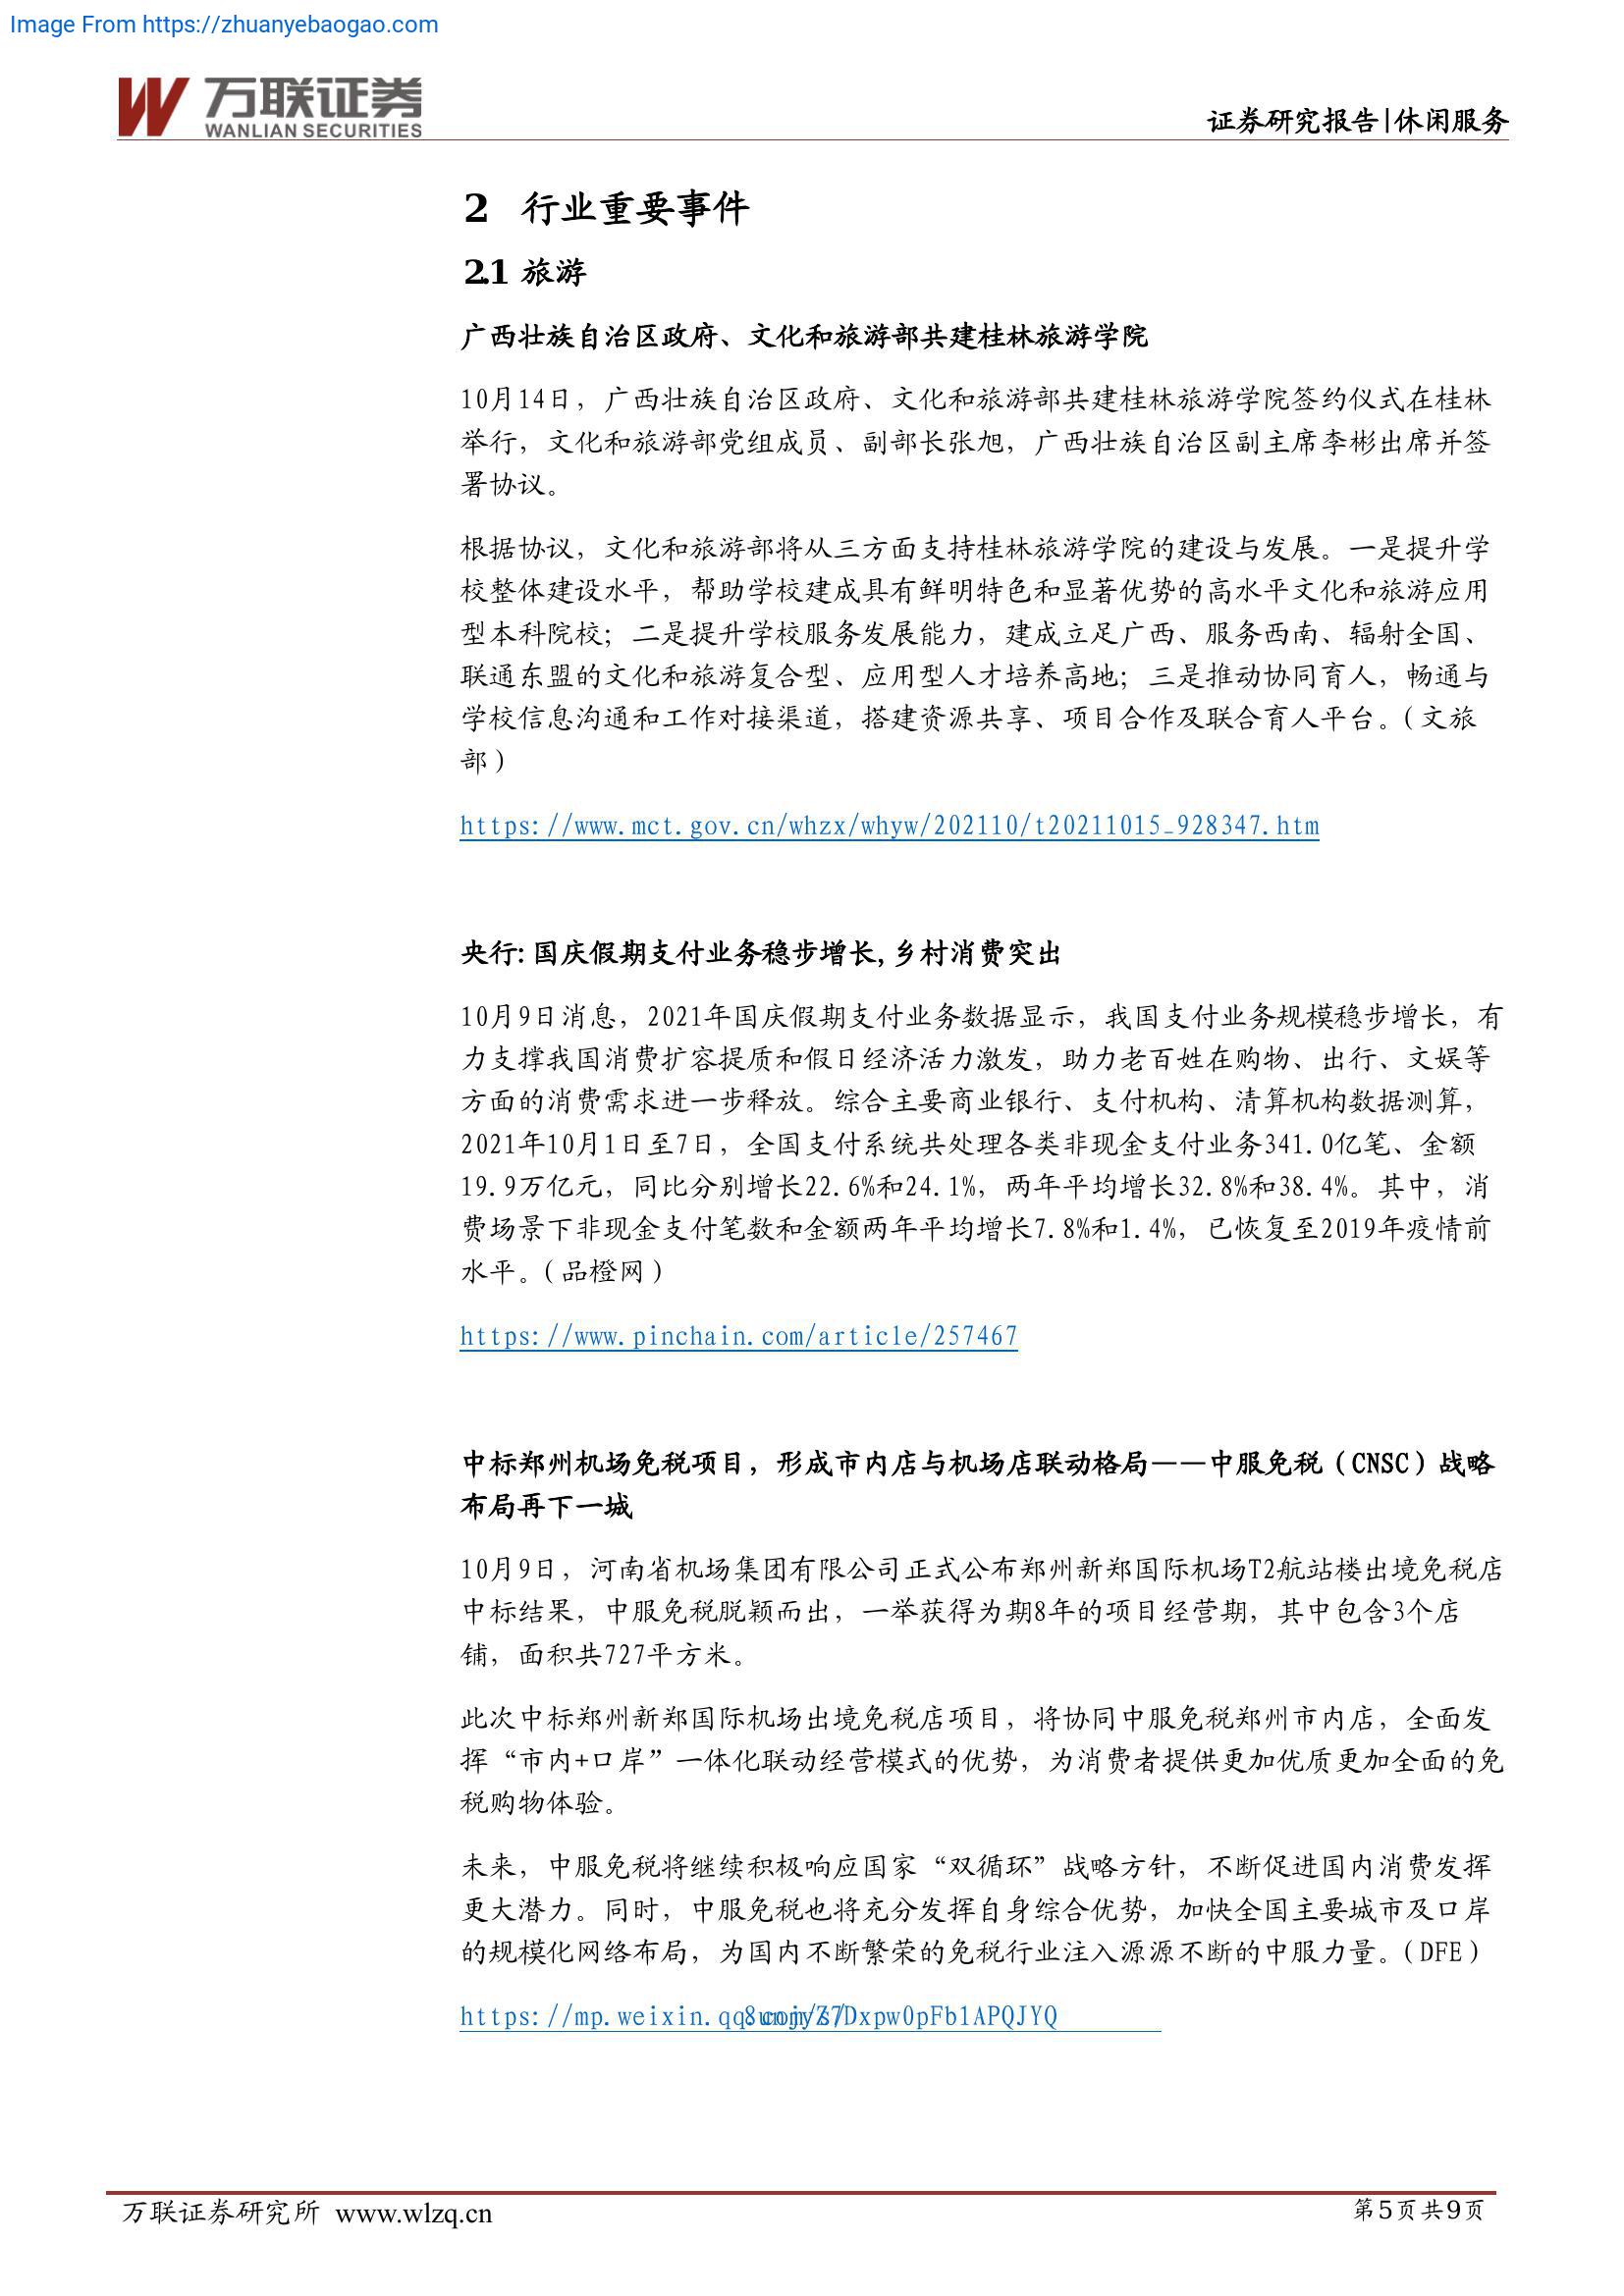 Image From https://zhuanyebaogao.com
万联证券
WANLIAN SECURITIES
证券研究报告|休闲服务
2 行业重要事件
2.1 旅游
广西壮族自治区政府、文化和旅游部共建桂林旅游学院
10月14日，广西壮族自治区政府、文化和旅游部共建桂林旅游学院签约仪式在桂林
举行，文化和旅游部党组成员、副部长张旭，广西壮族自治区副主席李彬出席并签
署协议。
根据协议，文化和旅游部将从三方面支持桂林旅游学院的建设与发展。一是提升学
校整体建设水平，帮助学校建成具有鲜明特色和显著优势的高水平文化和旅游应用
型本科院校；二是提升学校服务发展能力，建成立足广西、服务西南、辐射全国、
联通东盟的文化和旅游复合型、应用型人才培养高地；三是推动协同育人，畅通与
学校信息沟通和工作对接渠道，搭建资源共享、项目合作及联合育人平台。（文旅
部）
https://www.mct.gov.cn/whzx/whyw/202110/t20211015_928347.htm
央行:国庆假期支付业务稳步增长,乡村消费突出
10月9日消息，2021年国庆假期支付业务数据显示，我国支付业务规模稳步增长，有
力支撑我国消费扩容提质和假日经济活力激发，助力老百姓在购物、出行、文娱等
方面的消费需求进一步释放。综合主要商业银行、支付机构、清算机构数据测算，
2021年10月1日至7日，全国支付系统共处理各类非现金支付业务341.0亿笔、金额
19.9万亿元，同比分别增长22.6%和24.1%，两年平均增长32.8%和38.4%。其中，消
费场景下非现金支付笔数和金额两年平均增长7.8%和1.4%，已恢复至2019年疫情前
水平。（品橙网）
https://www.pinchain.com/article/257467
中标郑州机场免税项目，形成市内店与机场店联动格局——中服免税（CNSC）战略
布局再下一城
10月9日，河南省机场集团有限公司正式公布郑州新郑国际机场T2航站楼出境免税店
中标结果，中服免税脱颖而出，一举获得为期8年的项目经营期，其中包含3个店
铺，面积共727平方米。
此次中标郑州新郑国际机场出境免税店项目，将协同中服免税郑州市内店，全面发
挥“市内+口岸”一体化联动经营模式的优势，为消费者提供更加优质更加全面的免
税购物体验。
未来，中服免税将继续积极响应国家“双循环”战略方针，不断促进国内消费发挥
更大潜力。同时，中服免税也将充分发挥自身综合优势，加快全国主要城市及口岸
的规模化网络布局，为国内不断繁荣的免税行业注入源源不断的中服力量。（DFE）
https://mp.weixin.qq
万联证券研究所 www.wlzq.cn
第5页共9页